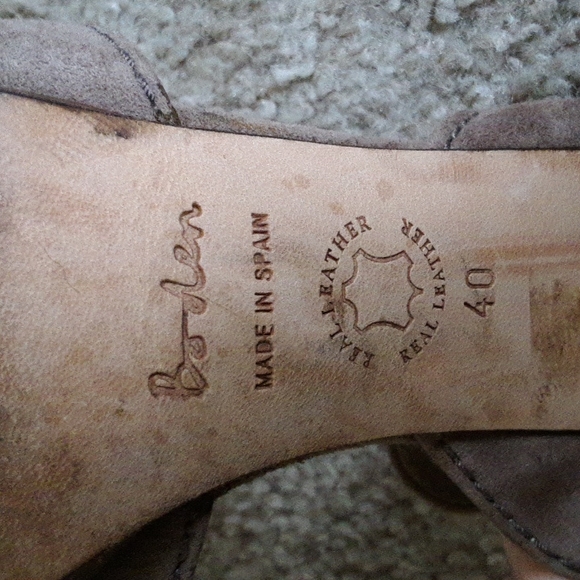 Boden
MADE IN SPAIN
REAL LEATHER
REAL LEATHER
40